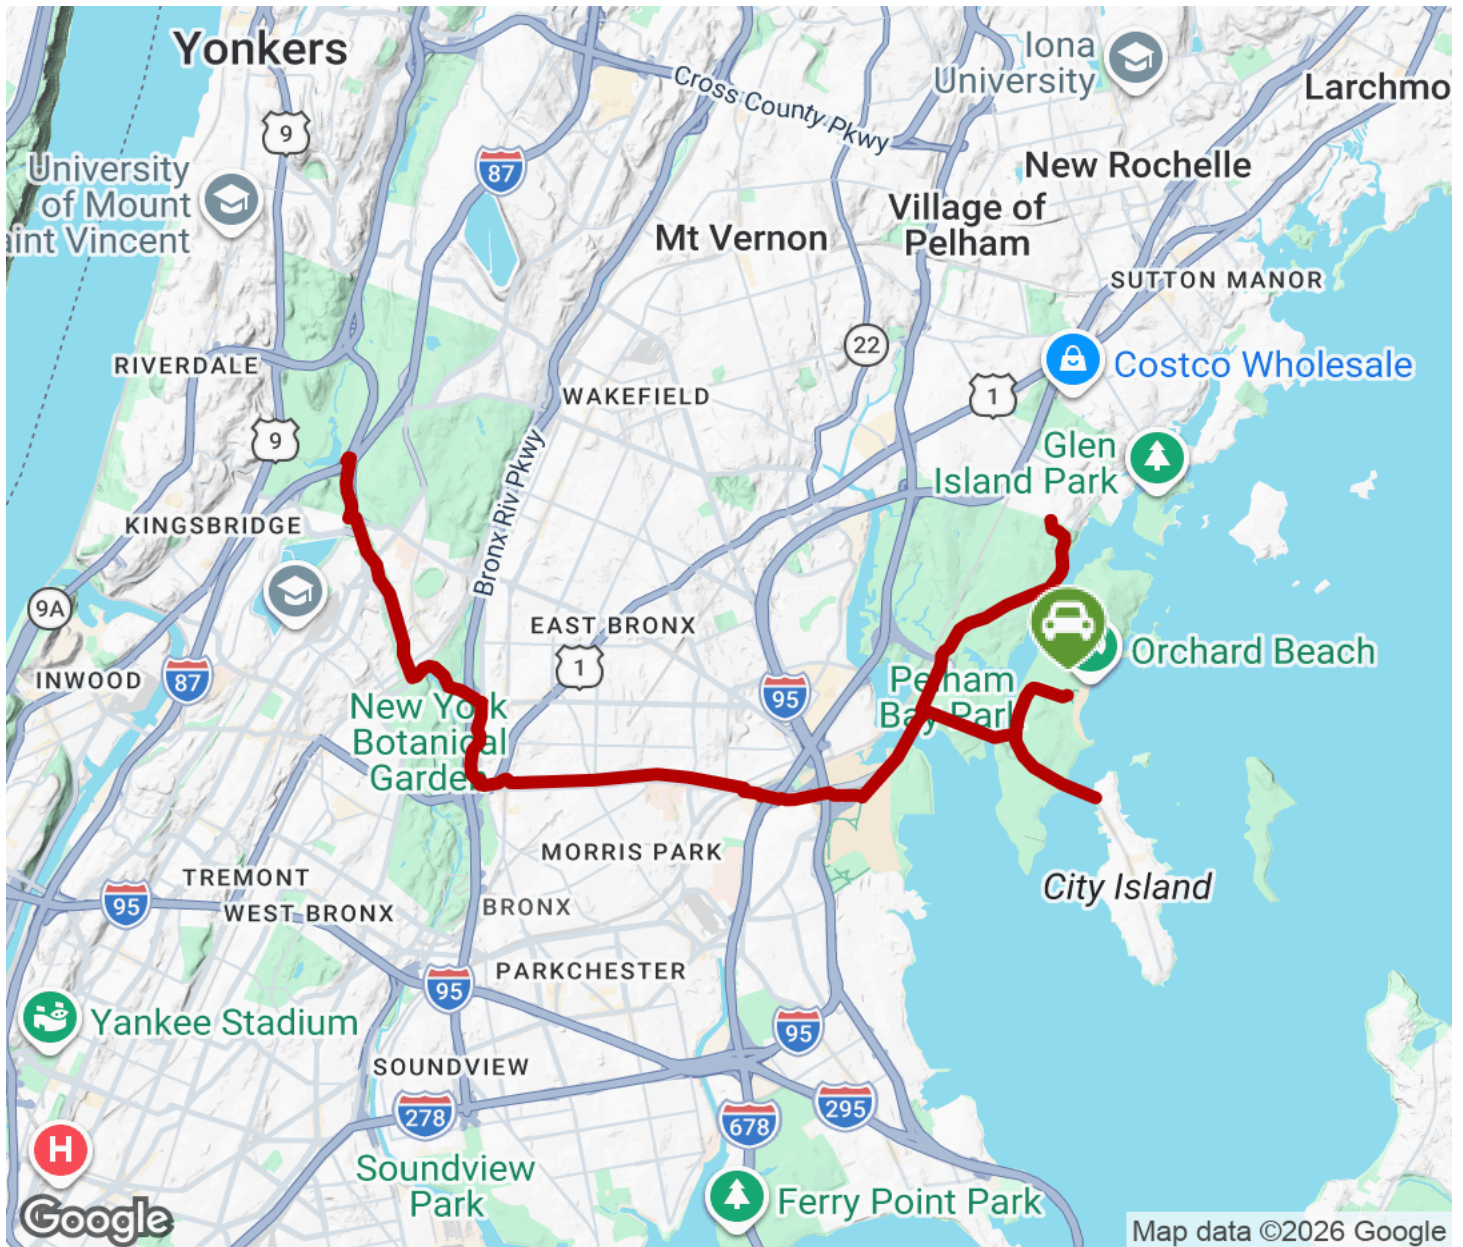 Yonkers
Iona
University
Larchmo
Cross County Pkwy
9
University
of Mount
aint Vincent
87
New Rochelle
Village of
Pelham
Mt Vernon
SUTTON MANOR
22
RIVERDALE
Costco Wholesale
WAKEFIELD
1
9
Glen
Island Park
Bronx Riv Pkwy
KINGSBRIDGE
9A
EAST BRONX
1
Orchard Beach
INWOOD
87
95
Pelham
Bay Park
New York
Botanical
Garden
MORRIS PARK
TREMONT
95
WEST BRONX
BRONX
City Island
PARKCHESTER
95
Yankee Stadium
95
SOUNDVIEW
278
295
678
H
Soundview
Park
Ferry Point Park
Google
Map data ©2026 Google